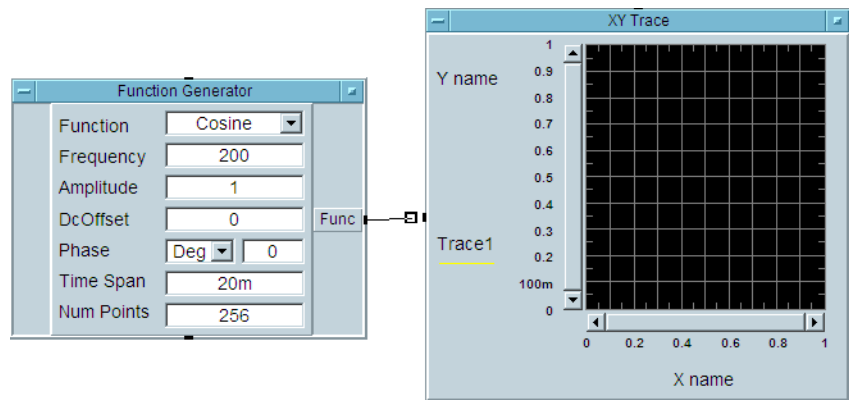 Function Generator
Function Cosine
Frequency 200
Amplitude 1
DcOffset 0
Func
Phase Deg 0
Time Span 20m
Num Points 256
XY Trace
Y name
Trace1
1
0.9
0.8
0.7
0.6
0.5
0.4
0.3
0.2
100m
0
0 0.2 0.4 0.6 0.8 1
X name